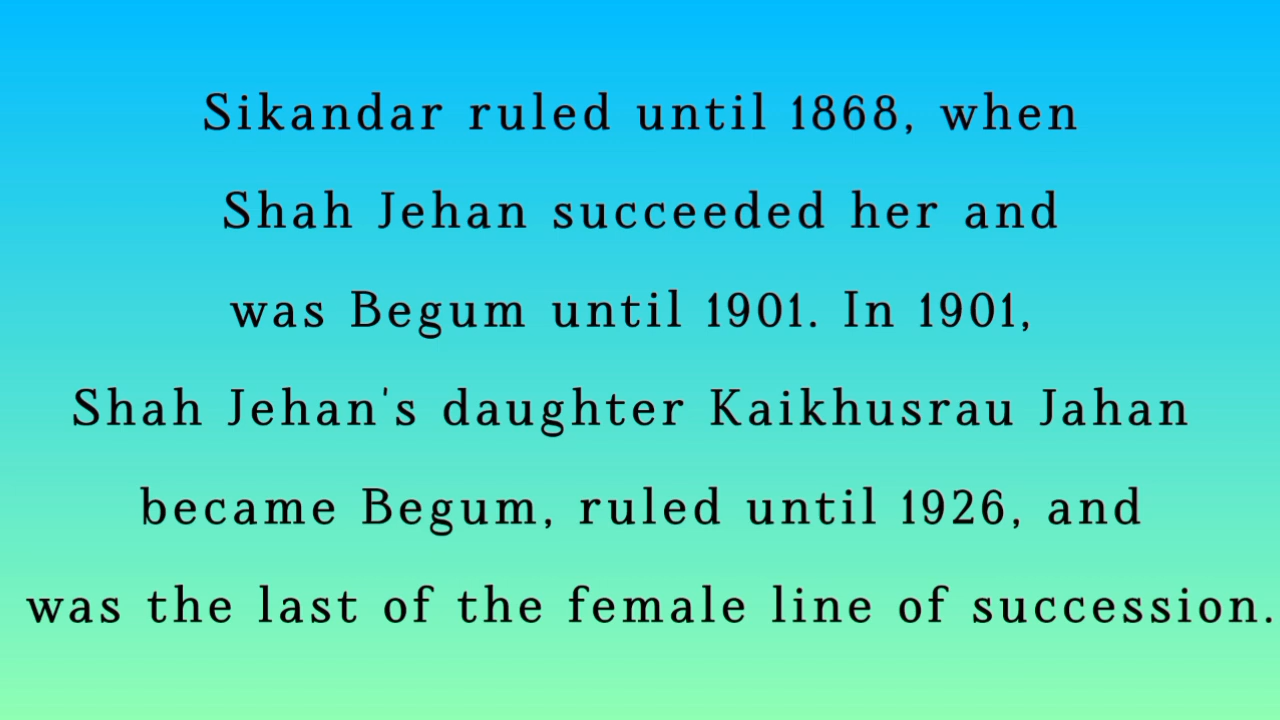 Sikandar ruled until 1868, when
Shah Jehan succeeded her and
was Begum until 1901. In 1901,
Shah Jehan's daughter Kaikhusrau Jahan
became Begum, ruled until 1926, and
was the last of the female line of succession.